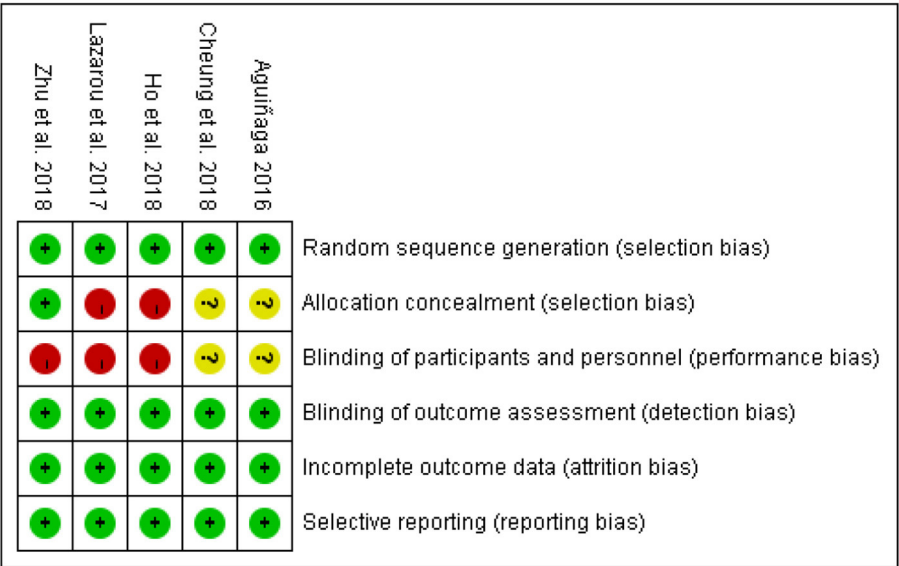 Zhu et al. 2018
Lazarou et al. 2017
Ho et al. 2018
Cheung et al. 2018
Aguiñaga 2016
+ + + + + Random sequence generation (selection bias)
+ - - ? ? Allocation concealment (selection bias)
- - - ? ? Blinding of participants and personnel (performance bias)
+ + + + + Blinding of outcome assessment (detection bias)
+ + + + + Incomplete outcome data (attrition bias)
+ + + + + Selective reporting (reporting bias)